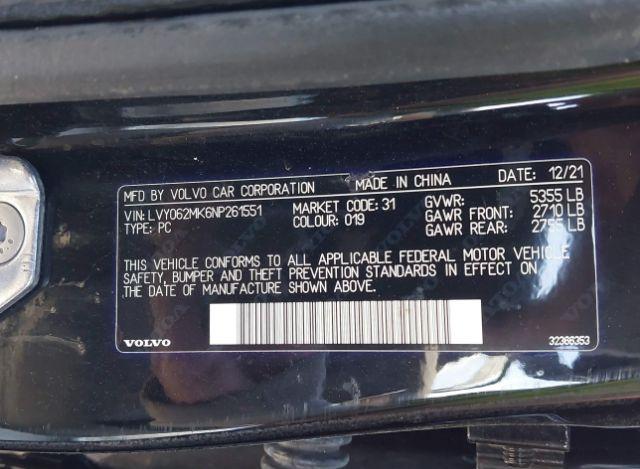 MFD BY VOLVO CAR CORPORATION MADE IN CHINA DATE: 12/21
VIN: LVY062MK6NP261551 MARKET CODE: 31 GVWR: 5355 LB
TYPE: PC COLOUR: 019 GAWR FRONT: 2710 LB
GAWR REAR: 2755 LB
THIS VEHICLE CONFORMS TO ALL APPLICABLE FEDERAL MOTOR VEHICLE
SAFETY, BUMPER AND THEFT PREVENTION STANDARDS IN EFFECT ON
THE DATE OF MANUFACTURE SHOWN ABOVE.
VOLVO 32366353